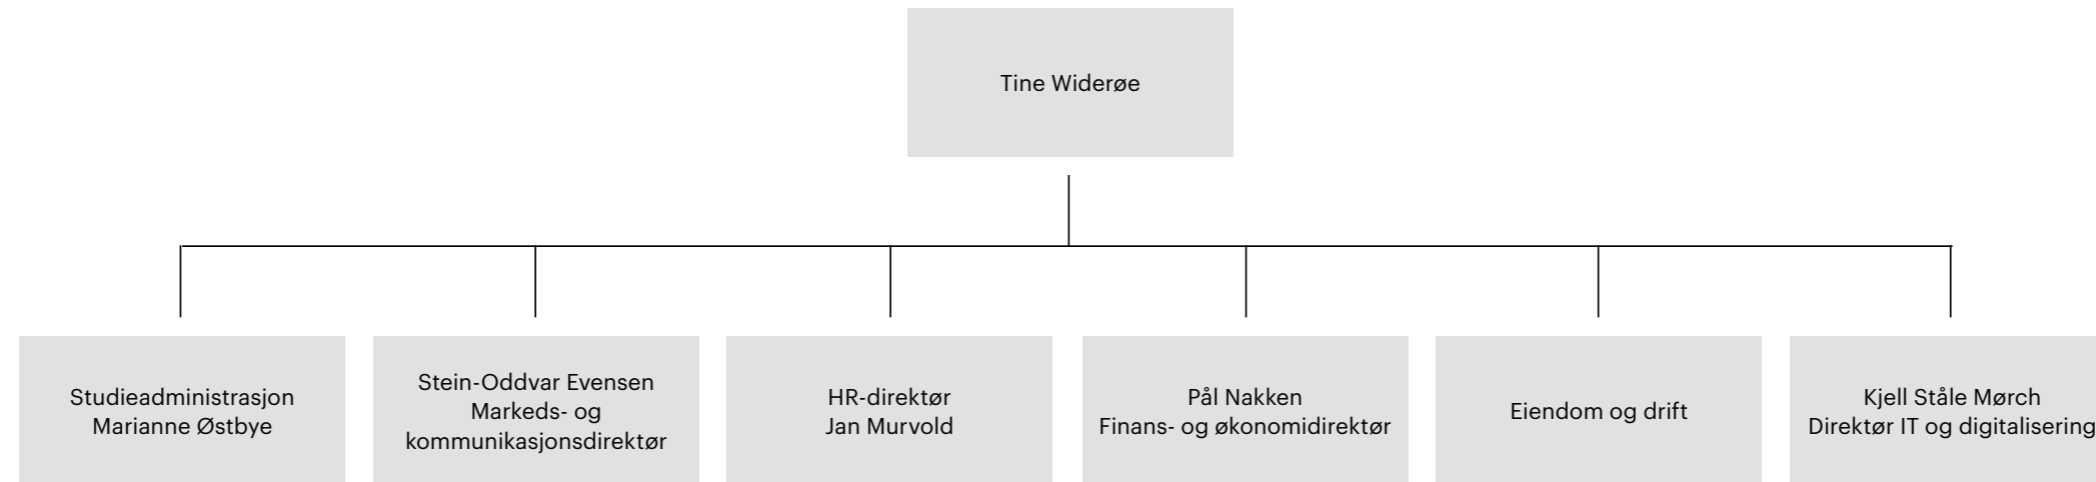 Tine Widerøe
Studieadministrasjon
Marianne Østbye
Stein-Oddvar Evensen
Markeds- og
kommunikasjonsdirektør
HR-direktør
Jan Murvold
Pål Nakken
Finans- og økonomidirektør
Eiendom og drift
Kjell Ståle Mørch
Direktør IT og digitalisering